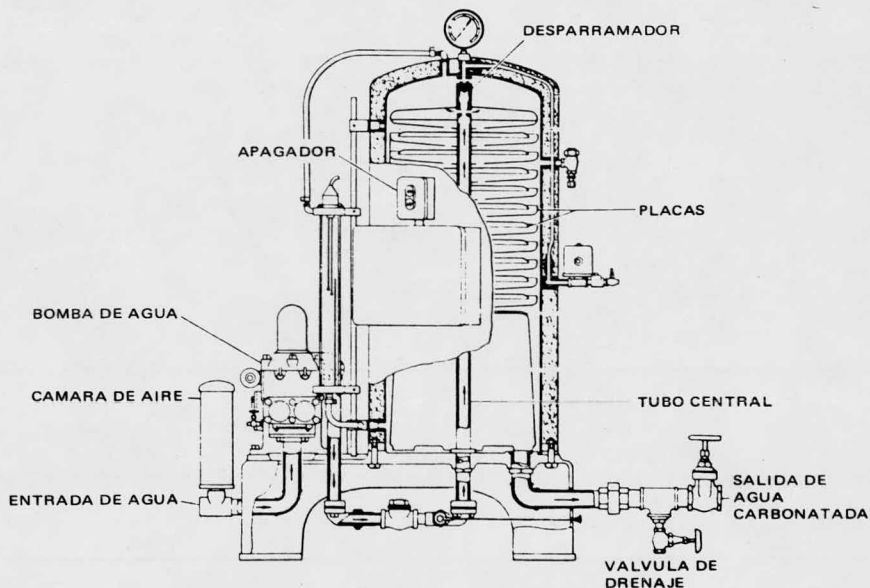 DESPARRAMADOR
APAGADOR
PLACAS
BOMBA DE AGUA
CAMARA DE AIRE
TUBO CENTRAL
ENTRADA DE AGUA
SALIDA DE
AGUA
CARBONATADA
VALVULA DE
DRENAJE